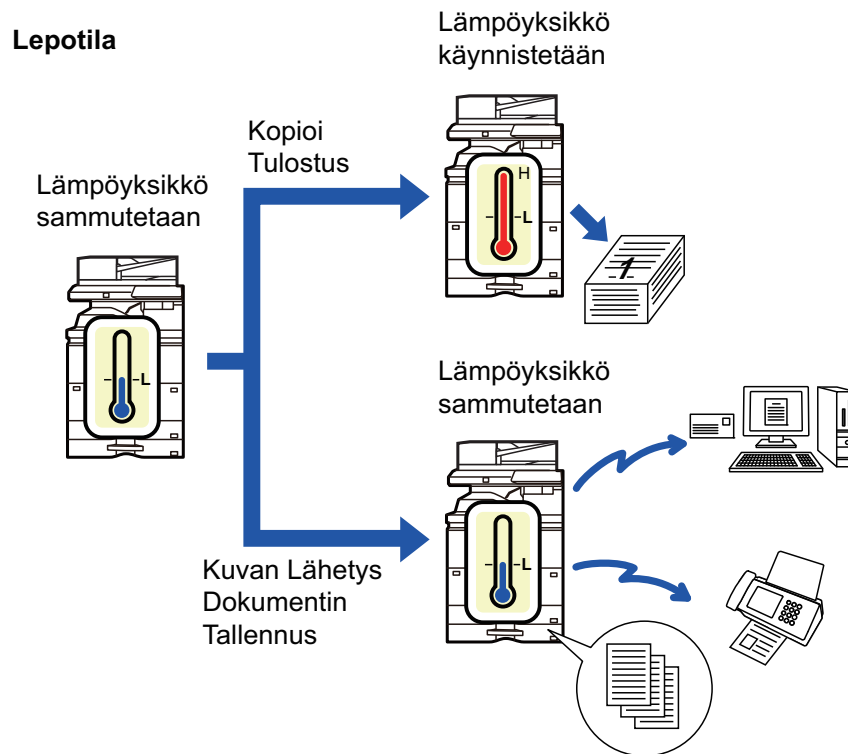 Lepotila
Lämpöyksikkö
sammutetaan
L
Kopioi
Tulostus
Lämpöyksikkö
käynnistetään
H
L
1
Kuvan Lähetys
Dokumentin
Tallennus
Lämpöyksikkö
sammutetaan
L